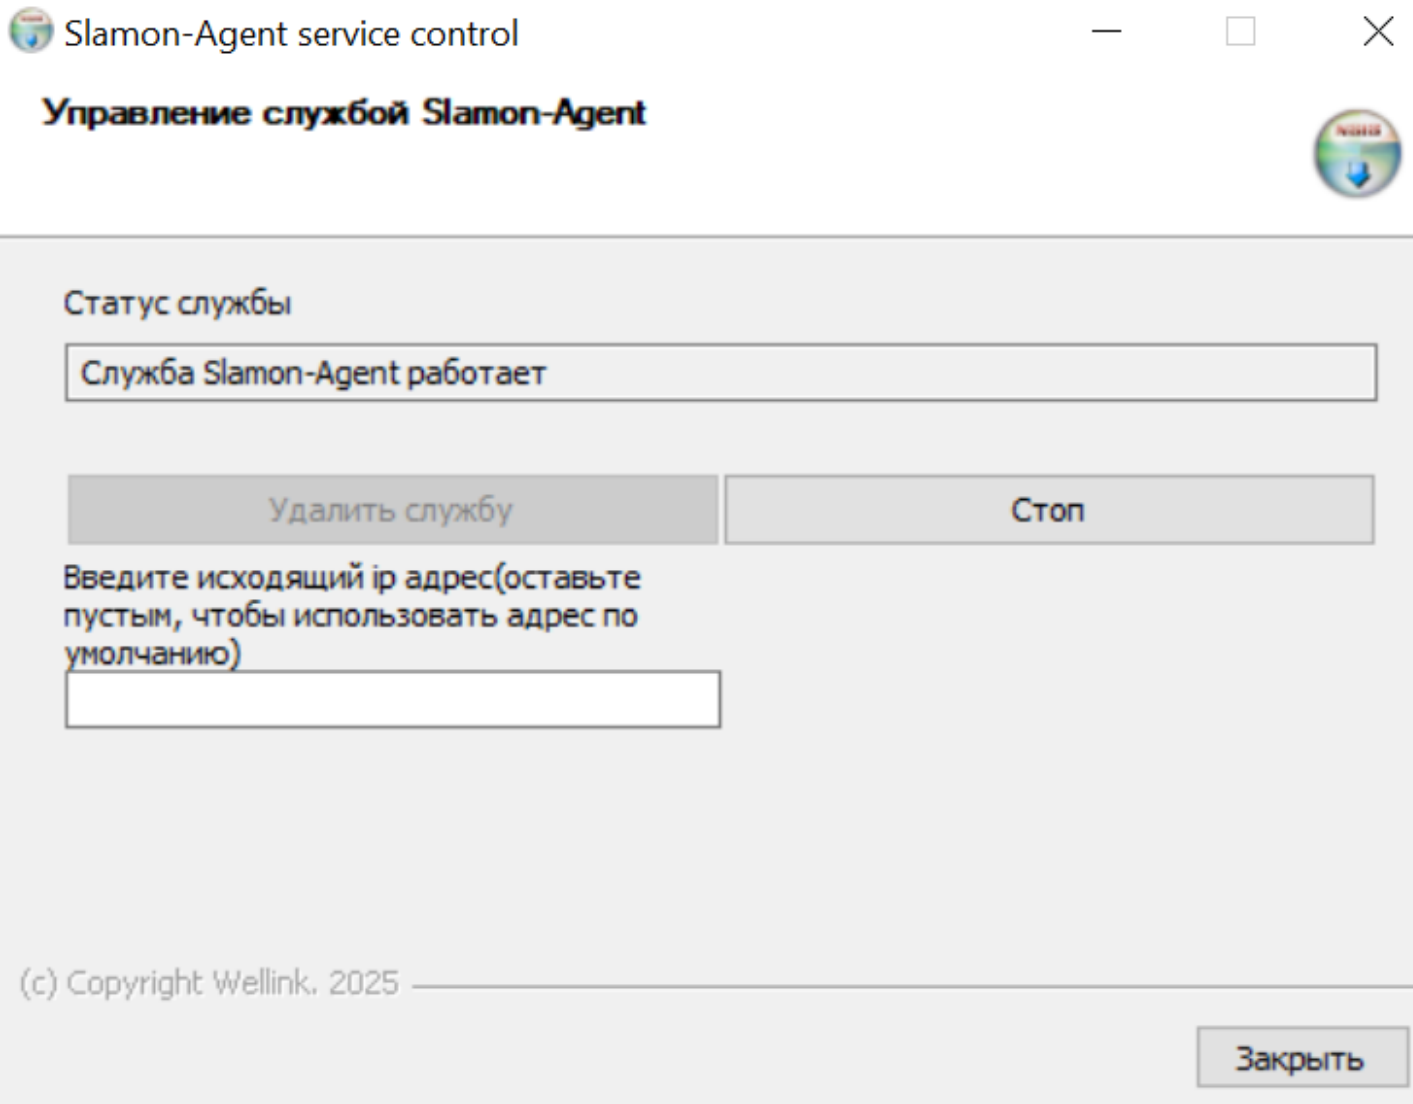 Slamon-Agent service control
Управление службой Slamon-Agent
Статус службы
Служба Slamon-Agent работает
Удалить службу
Стоп
Введите исходящий ip адрес(оставьте
пустым, чтобы использовать адрес по
умолчанию)
(c) Copyright Wellink. 2025
Закрыть